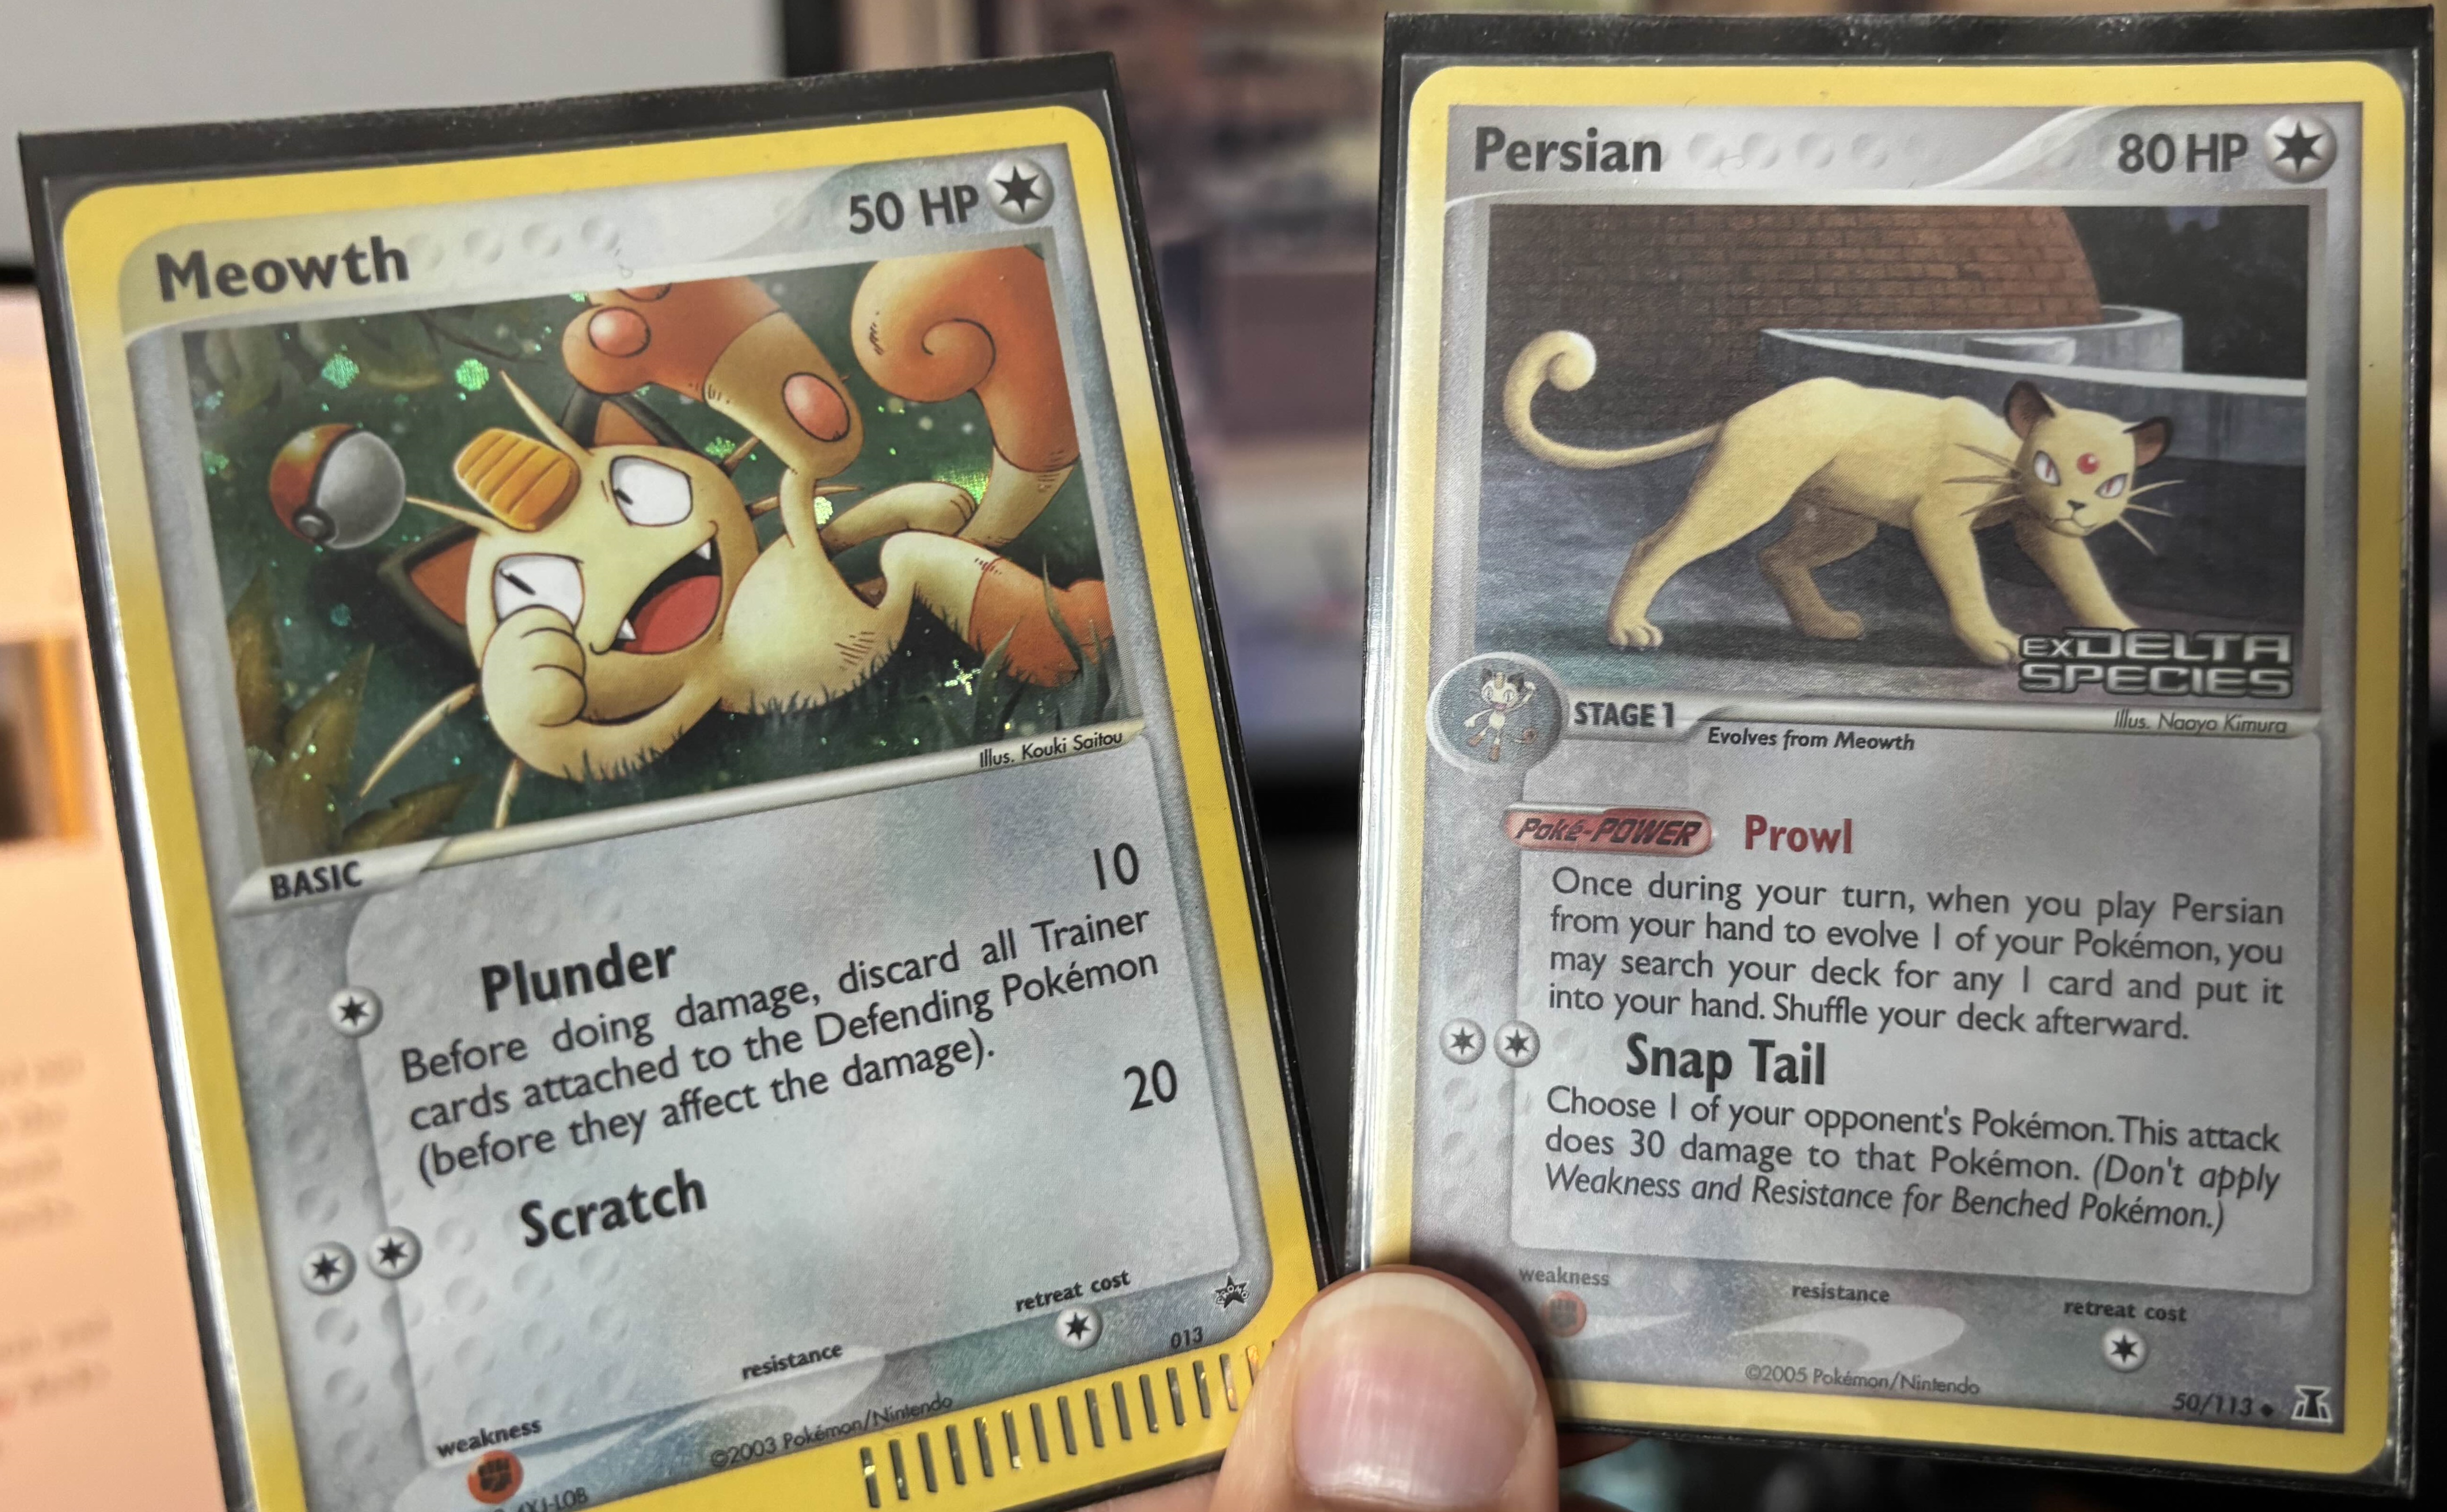 Meowth
50 HP
Illus. Kouki Saitou
BASIC
10
Plunder
Before doing damage, discard all Trainer
cards attached to the Defending Pokémon
(before they affect the damage).
20
Scratch
weakness
resistance
retreat cost
PROMO
013
©2003 Pokémon/Nintendo
Persian
80 HP
EX DELTA
SPECIES
STAGE 1
Evolves from Meowth
Illus. Naoyo Kimura
Poké-POWER Prowl
Once during your turn, when you play Persian
from your hand to evolve 1 of your Pokémon, you
may search your deck for any 1 card and put it
into your hand. Shuffle your deck afterward.
Snap Tail
Choose 1 of your opponent's Pokémon. This attack
does 30 damage to that Pokémon. (Don't apply
Weakness and Resistance for Benched Pokémon.)
weakness
resistance
retreat cost
©2005 Pokémon/Nintendo
50/113